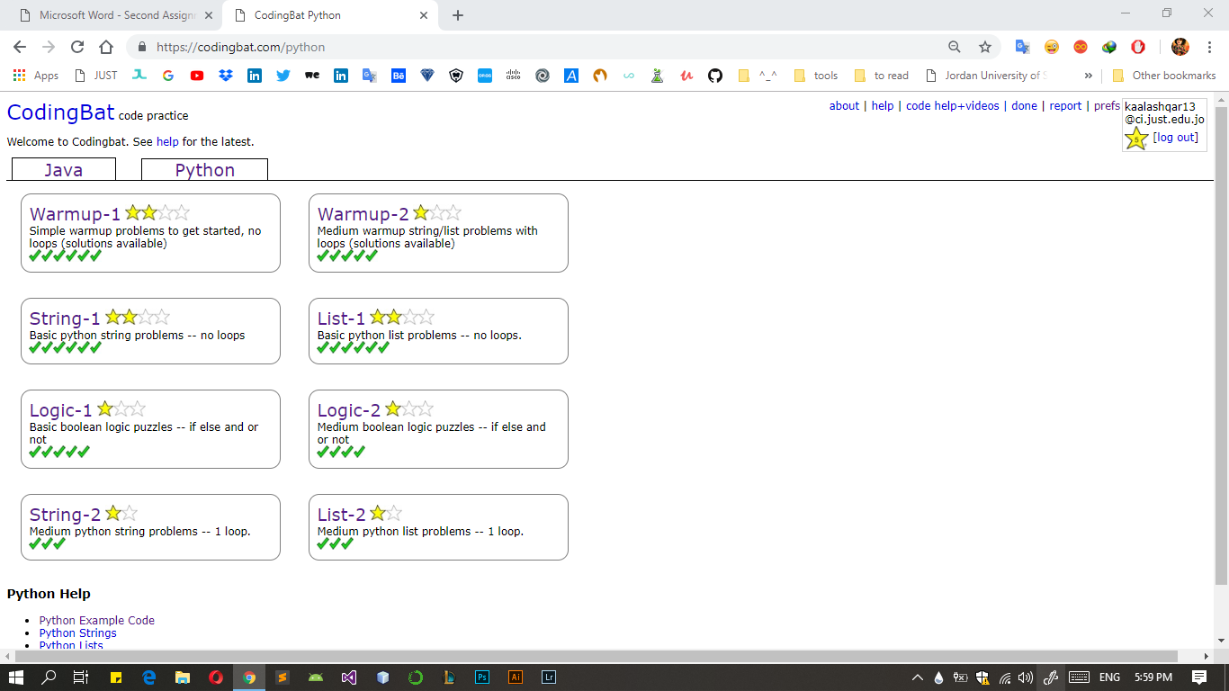 Microsoft Word - Second Assign
CodingBat Python
https://codingbat.com/python
Apps
JUST
^_^
tools
to read
Jordan University of S
Other bookmarks
CodingBat code practice
about | help | code help+videos | done | report | prefs
kaalashqar13
@ci.just.edu.jo
[log out]
Welcome to Codingbat. See help for the latest.
Java
Python
Warmup-1
Simple warmup problems to get started, no
loops (solutions available)
Warmup-2
Medium warmup string/list problems with
loops (solutions available)
String-1
Basic python string problems -- no loops
List-1
Basic python list problems -- no loops.
Logic-1
Basic boolean logic puzzles -- if else and or
not
Logic-2
Medium boolean logic puzzles -- if else and
or not
String-2
Medium python string problems -- 1 loop.
List-2
Medium python list problems -- 1 loop.
Python Help
Python Example Code
Python Strings
Python Lists
ENG
5:59 PM